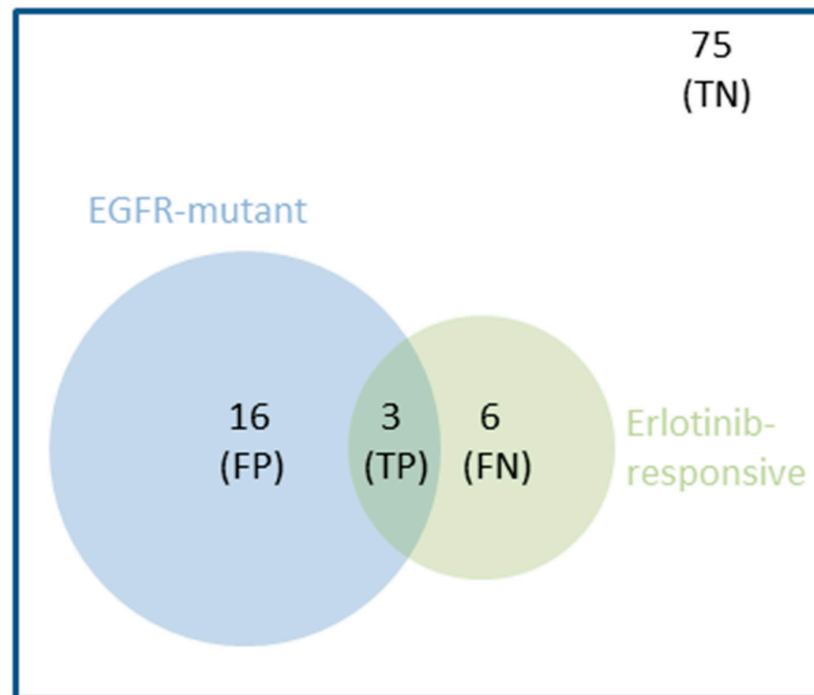 75
(TN)
EGFR-mutant
16
(FP)
3
(TP)
6
(FN)
Erlotinib-
responsive